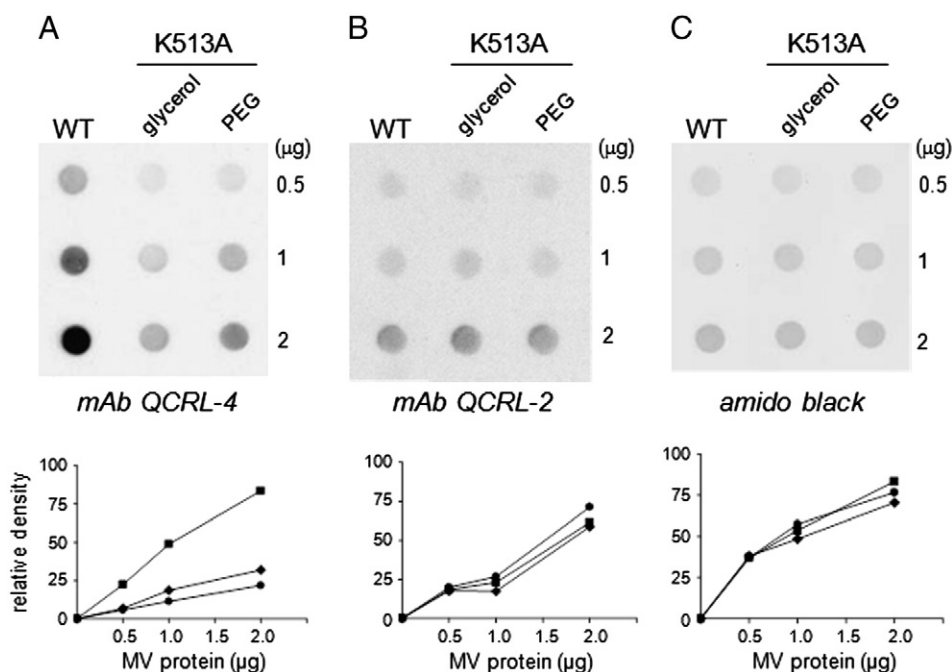 A
K513A
WT
glycerol
PEG
(µg)
0.5
1
2
mAb QCRL-4
B
K513A
WT
glycerol
PEG
(µg)
0.5
1
2
mAb QCRL-2
C
K513A
WT
glycerol
PEG
(µg)
0.5
1
2
amido black
relative density
100
75
50
25
0
0.5 1.0 1.5 2.0
MV protein (µg)
100
75
50
25
0
0.5 1.0 1.5 2.0
MV protein (µg)
100
75
50
25
0
0.5 1.0 1.5 2.0
MV protein (µg)